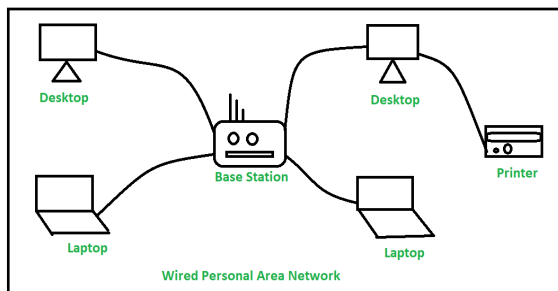 Desktop
Desktop
Base Station
Printer
Laptop
Laptop
Wired Personal Area Network